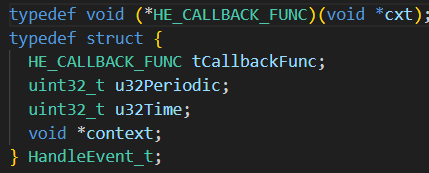 typedef void (*HE_CALLBACK_FUNC)(void *cxt);
typedef struct {
  HE_CALLBACK_FUNC tCallbackFunc;
  uint32_t u32Periodic;
  uint32_t u32Time;
  void *context;
} HandleEvent_t;